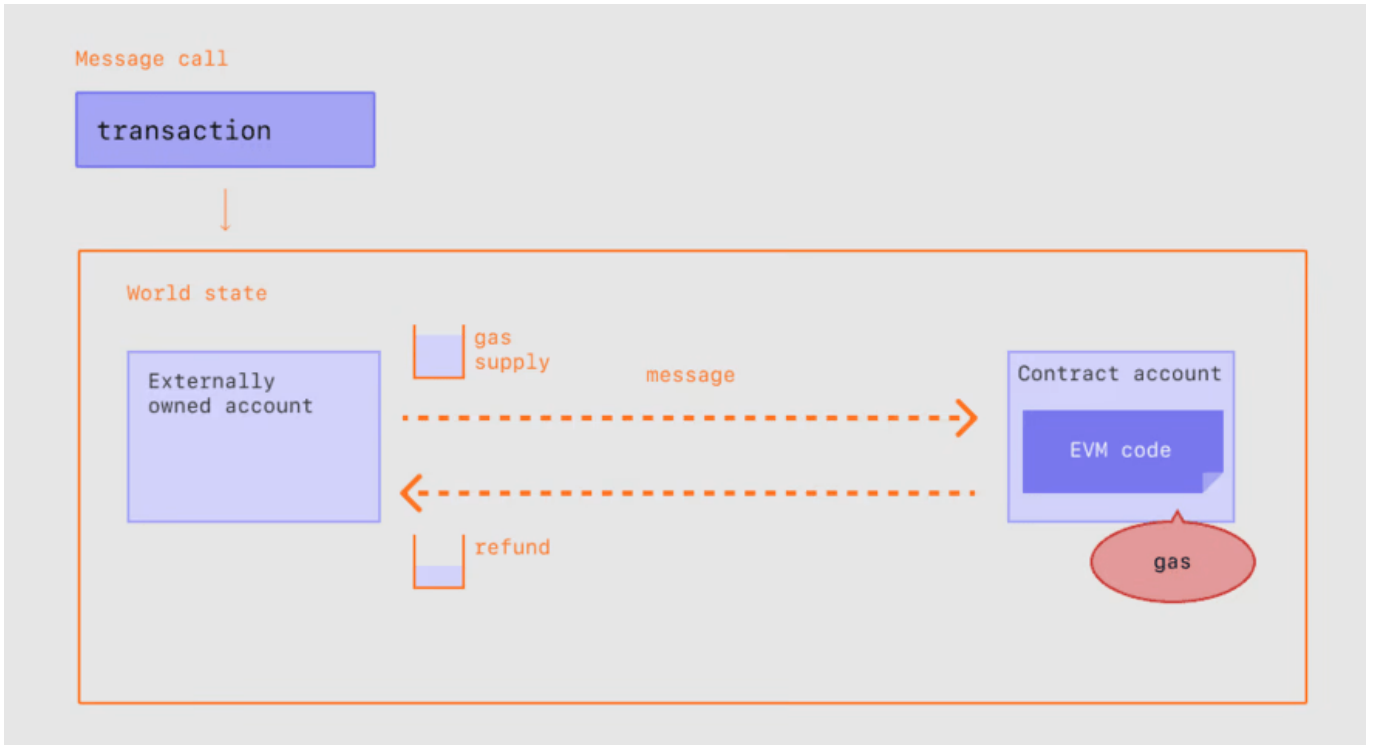 Message call
transaction
World state
gas
supply
message
Externally
owned account
Contract account
EVM code
refund
gas